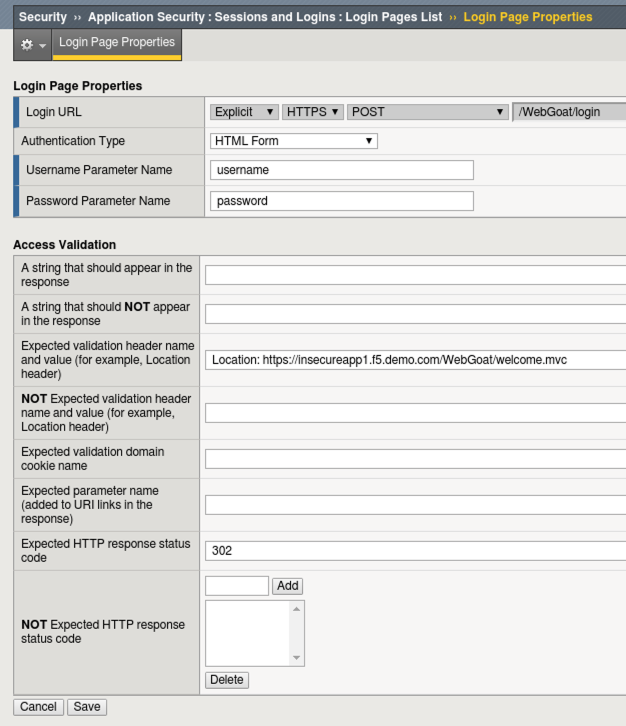 Security ›› Application Security : Sessions and Logins : Login Pages List ›› Login Page Properties
Login Page Properties
Login Page Properties
Login URL Explicit HTTPS POST /WebGoat/login
Authentication Type HTML Form
Username Parameter Name username
Password Parameter Name password
Access Validation
A string that should appear in the
response
A string that should NOT appear
in the response
Expected validation header name
and value (for example, Location
header)
Location: https://insecureapp1.f5.demo.com/WebGoat/welcome.mvc
NOT Expected validation header
name and value (for example,
Location header)
Expected validation domain
cookie name
Expected parameter name
(added to URI links in the
response)
Expected HTTP response status
code
302
NOT Expected HTTP response
status code
Add
Delete
Cancel Save